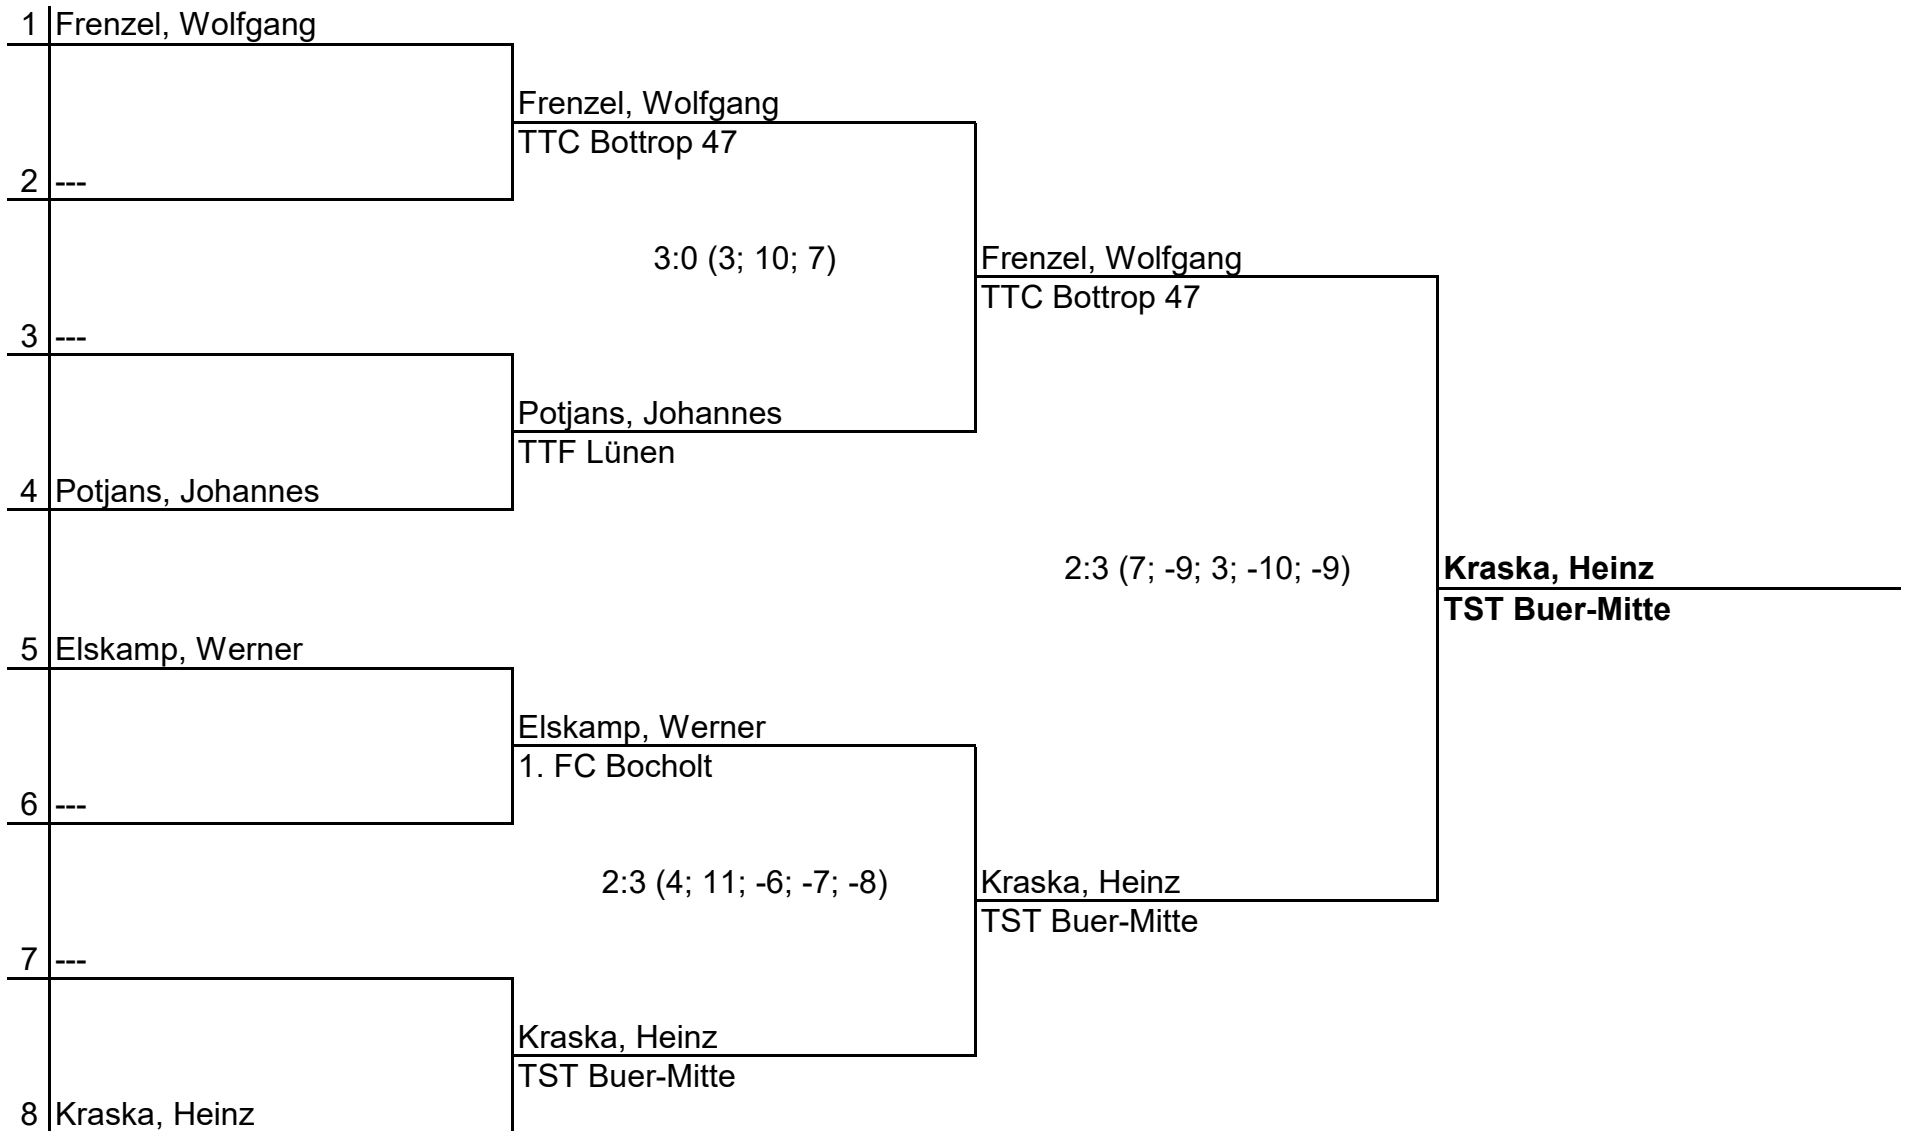 1 Frenzel, Wolfgang
Frenzel, Wolfgang
TTC Bottrop 47
2 ---
3:0 (3; 10; 7)
Frenzel, Wolfgang
TTC Bottrop 47
3 ---
Potjans, Johannes
TTF Lünen
4 Potjans, Johannes
2:3 (7; -9; 3; -10; -9)
Kraska, Heinz
TST Buer-Mitte
5 Elskamp, Werner
Elskamp, Werner
1. FC Bocholt
6 ---
2:3 (4; 11; -6; -7; -8)
Kraska, Heinz
TST Buer-Mitte
7 ---
Kraska, Heinz
TST Buer-Mitte
8 Kraska, Heinz